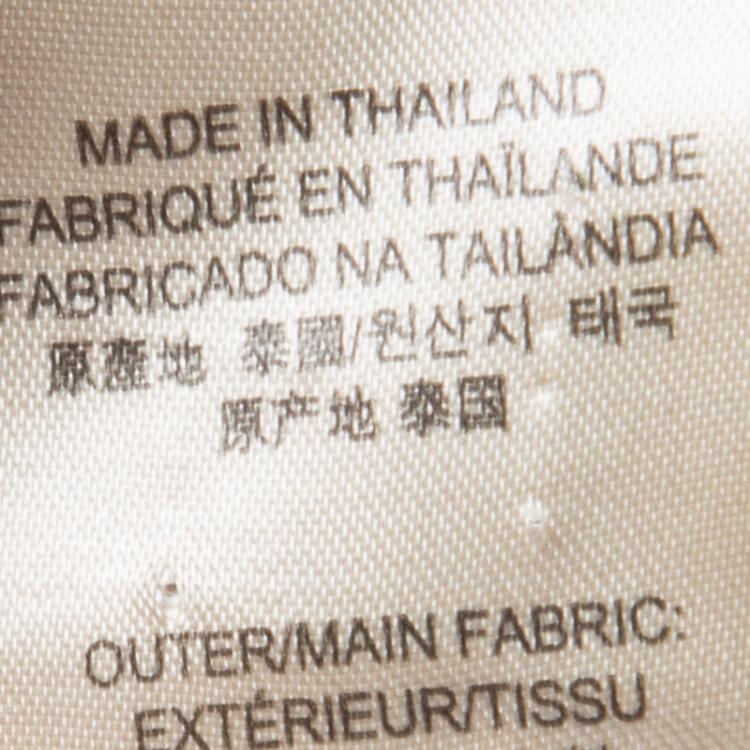 MADE IN THAILAND
FABRIQUÉ EN THAÏLANDE
FABRICADO NA TAILÂNDIA
原產地 泰國/원산지 태국
原产地 泰国
OUTER/MAIN FABRIC:
EXTÉRIEUR/TISSU